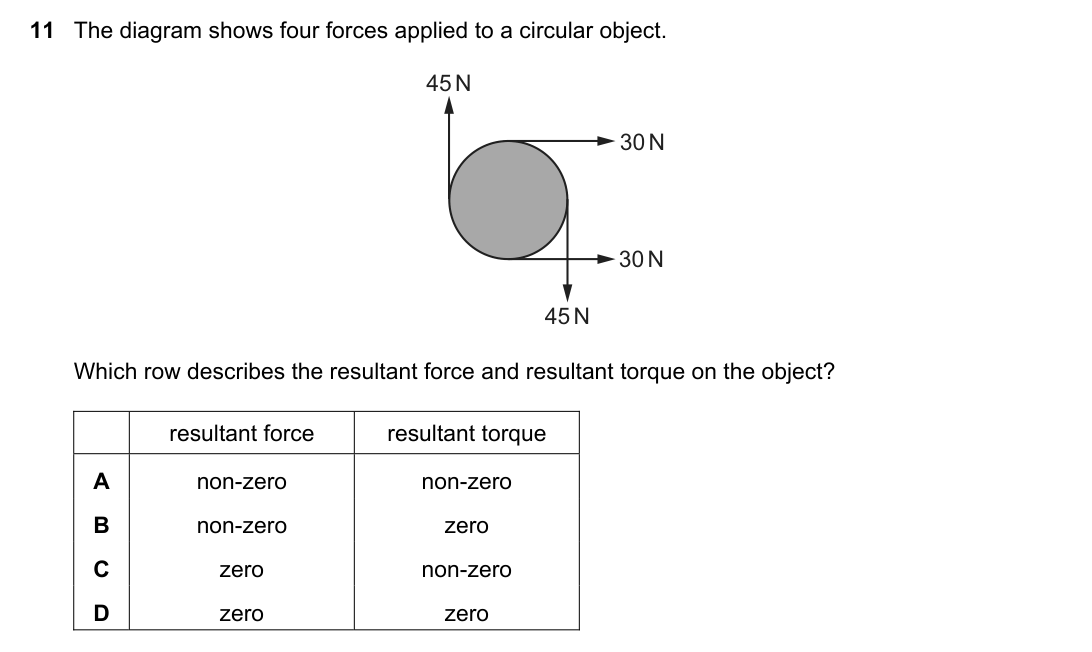 11 The diagram shows four forces applied to a circular object.
45 N
30 N
30 N
45 N
Which row describes the resultant force and resultant torque on the object?
resultant force resultant torque
A non-zero non-zero
B non-zero zero
C zero non-zero
D zero zero